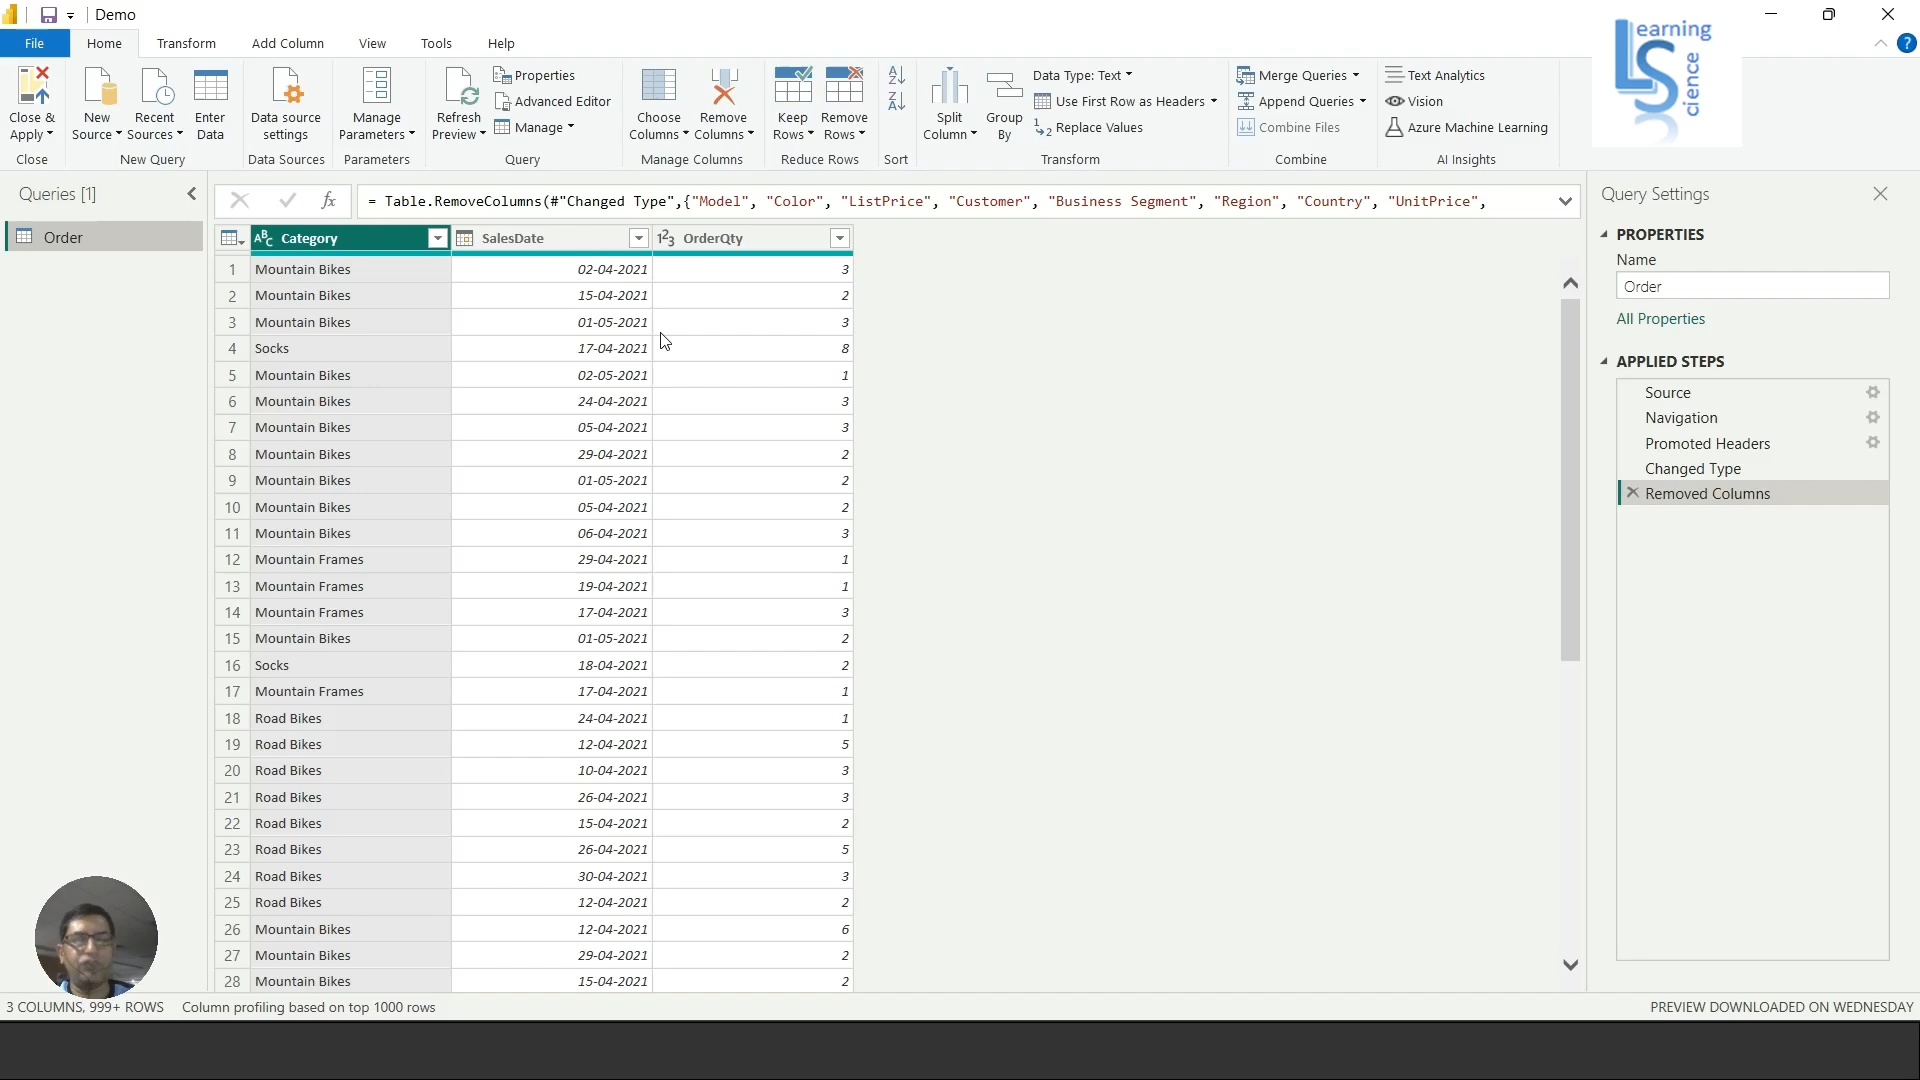 Demo
File Home Transform Add Column View Tools Help
Close & Apply
New Source
Recent Sources
Enter Data
Data source settings
Manage Parameters
Refresh Preview
Properties
Advanced Editor
Manage
Choose Columns
Remove Columns
Keep Rows
Remove Rows
Split Column
Group By
Data Type: Text
Use First Row as Headers
Replace Values
Merge Queries
Append Queries
Combine Files
Text Analytics
Vision
Azure Machine Learning
Close New Query Data Sources Parameters Query Manage Columns Reduce Rows Sort Transform Combine AI Insights
Learning
Science
Queries [1]
Order
= Table.RemoveColumns(#"Changed Type",{"Model", "Color", "ListPrice", "Customer", "Business Segment", "Region", "Country", "UnitPrice",
Category SalesDate OrderQty
1 Mountain Bikes 02-04-2021 3
2 Mountain Bikes 15-04-2021 2
3 Mountain Bikes 01-05-2021 3
4 Socks 17-04-2021 8
5 Mountain Bikes 02-05-2021 1
6 Mountain Bikes 24-04-2021 3
7 Mountain Bikes 05-04-2021 3
8 Mountain Bikes 29-04-2021 2
9 Mountain Bikes 01-05-2021 2
10 Mountain Bikes 05-04-2021 2
11 Mountain Bikes 06-04-2021 3
12 Mountain Frames 29-04-2021 1
13 Mountain Frames 19-04-2021 1
14 Mountain Frames 17-04-2021 3
15 Mountain Bikes 01-05-2021 2
16 Socks 18-04-2021 2
17 Mountain Frames 17-04-2021 1
18 Road Bikes 24-04-2021 1
19 Road Bikes 12-04-2021 5
20 Road Bikes 10-04-2021 3
21 Road Bikes 26-04-2021 3
22 Road Bikes 15-04-2021 2
23 Road Bikes 26-04-2021 5
24 Road Bikes 30-04-2021 3
25 Road Bikes 12-04-2021 2
26 Mountain Bikes 12-04-2021 6
27 Mountain Bikes 29-04-2021 2
28 Mountain Bikes 15-04-2021 2
Query Settings
PROPERTIES
Name
Order
All Properties
APPLIED STEPS
Source
Navigation
Promoted Headers
Changed Type
Removed Columns
3 COLUMNS, 999+ ROWS Column profiling based on top 1000 rows
PREVIEW DOWNLOADED ON WEDNESDAY